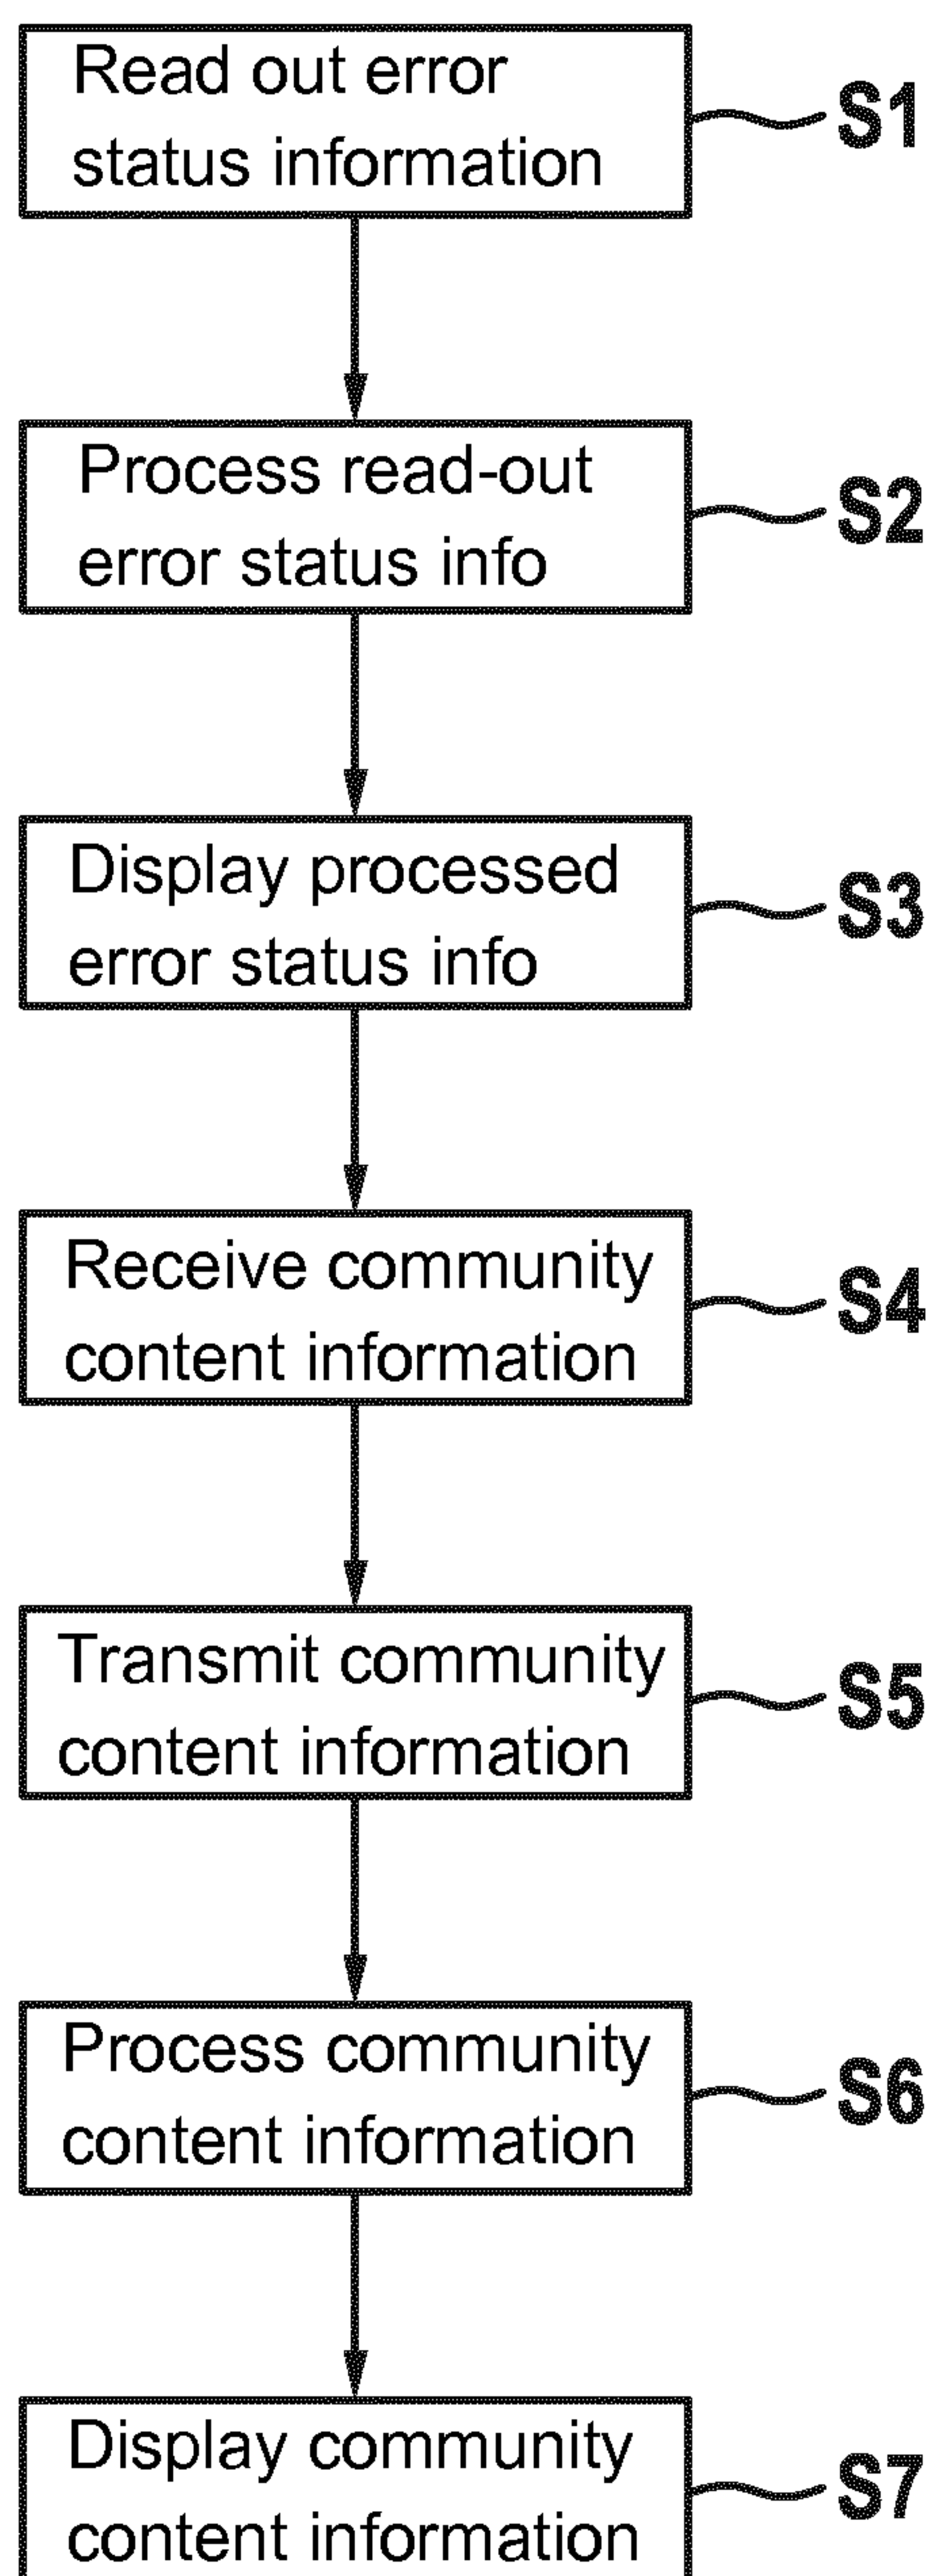 Read out error
status information
S1
Process read-out
error status info
S2
Display processed
error status info
S3
Receive community
content information
S4
Transmit community
content information
S5
Process community
content information
S6
Display community
content information
S7